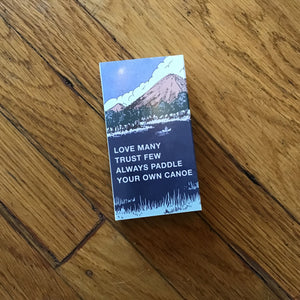 LOVE MANY
TRUST FEW
ALWAYS PADDLE
YOUR OWN CANOE